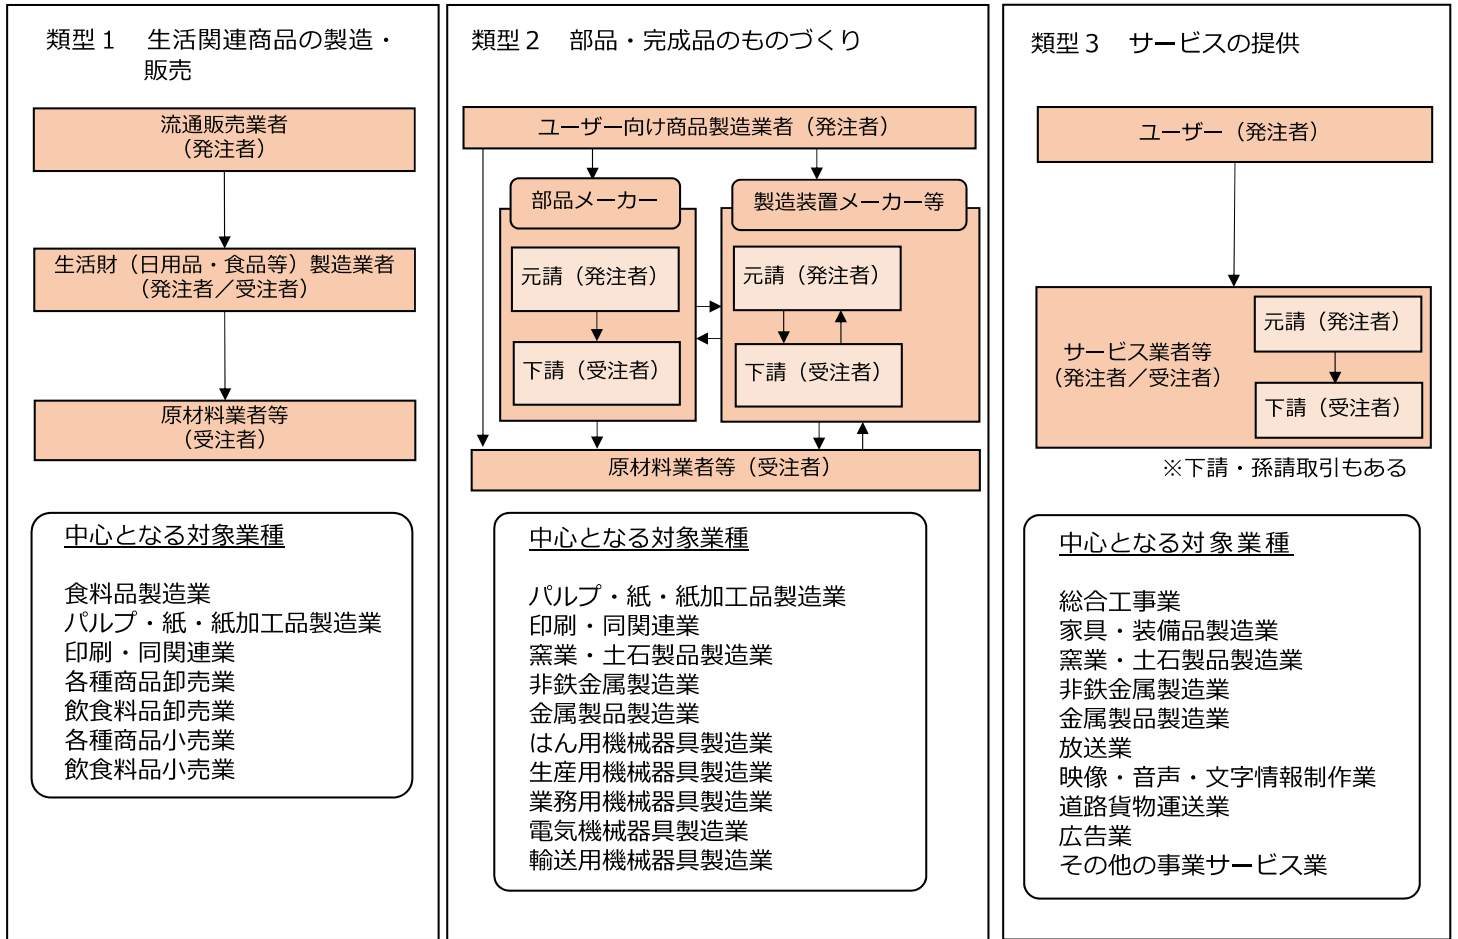 類型１　生活関連商品の製造・
販売
流通販売業者
（発注者）
生活財（日用品・食品等）製造業者
（発注者／受注者）
原材料業者等
（受注者）
中心となる対象業種
食料品製造業
パルプ・紙・紙加工品製造業
印刷・同関連業
各種商品卸売業
飲食料品卸売業
各種商品小売業
飲食料品小売業
類型２　部品・完成品のものづくり
ユーザー向け商品製造業者（発注者）
部品メーカー
元請（発注者）
下請（受注者）
製造装置メーカー等
元請（発注者）
下請（受注者）
原材料業者等（受注者）
中心となる対象業種
パルプ・紙・紙加工品製造業
印刷・同関連業
窯業・土石製品製造業
非鉄金属製造業
金属製品製造業
はん用機械器具製造業
生産用機械器具製造業
業務用機械器具製造業
電気機械器具製造業
輸送用機械器具製造業
類型３　サービスの提供
ユーザー（発注者）
サービス業者等
（発注者／受注者）
元請（発注者）
下請（受注者）
※下請・孫請取引もある
中心となる対象業種
総合工事業
家具・装備品製造業
窯業・土石製品製造業
非鉄金属製造業
金属製品製造業
放送業
映像・音声・文字情報制作業
道路貨物運送業
広告業
その他の事業サービス業